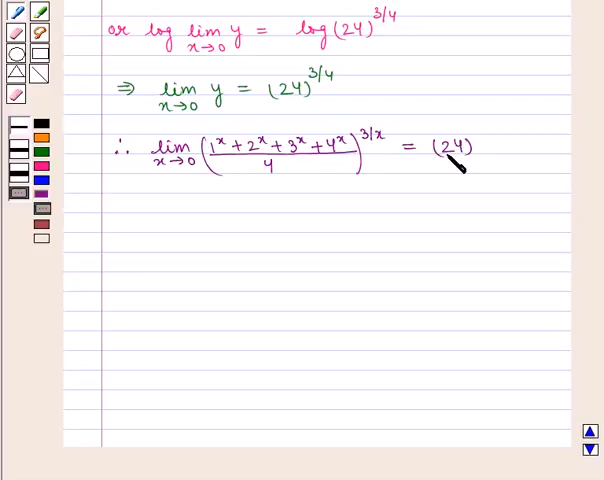 or log lim x→0 y = log (24)^3/4
⇒ lim x→0 y = (24)^3/4
∴ lim x→0 (1^x + 2^x + 3^x + 4^x / 4)^3/x = (24)